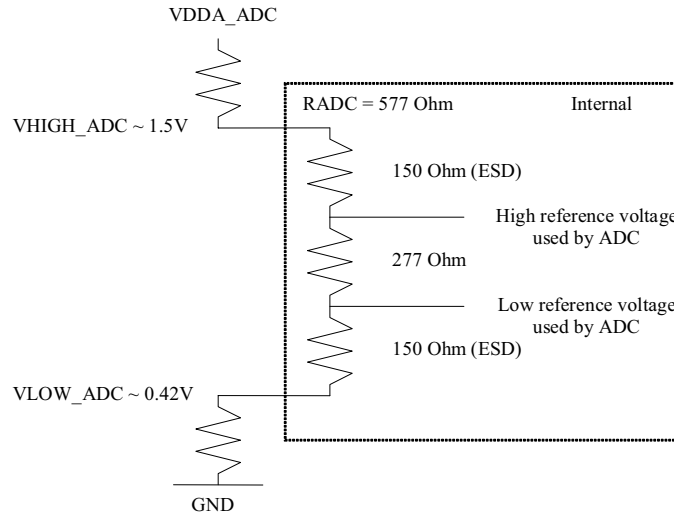 VDDA_ADC
RADC = 577 Ohm
Internal
VHIGH_ADC ~ 1.5V
150 Ohm (ESD)
High reference voltage
used by ADC
277 Ohm
Low reference voltage
used by ADC
150 Ohm (ESD)
VLOW_ADC ~ 0.42V
GND